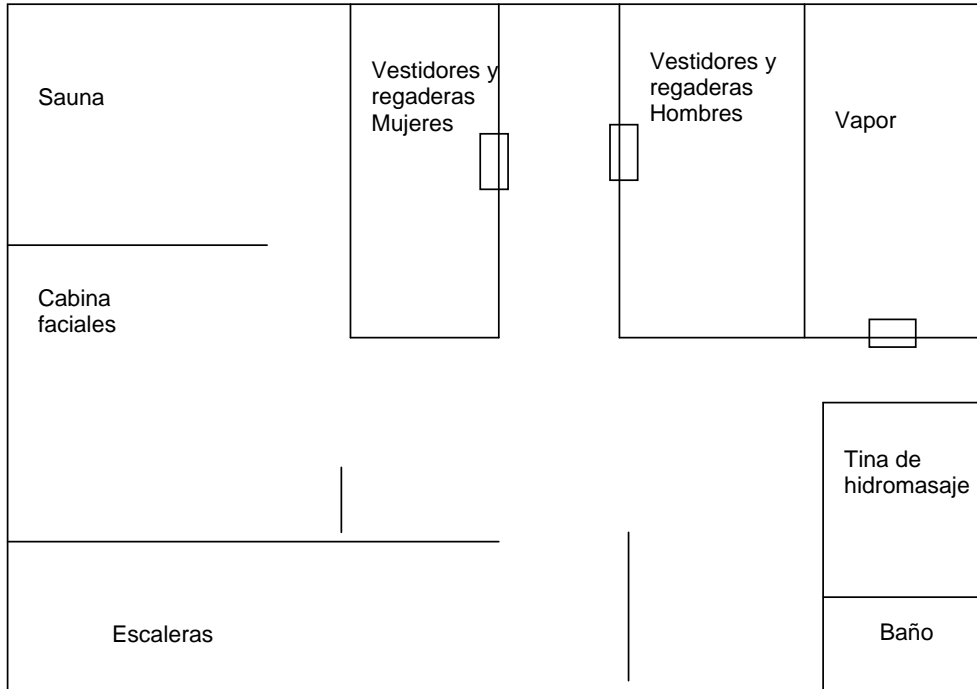 Sauna
Vestidores y
regaderas
Mujeres
Vestidores y
regaderas
Hombres
Vapor
Cabina
faciales
Tina de
hidromasaje
Escaleras
Baño